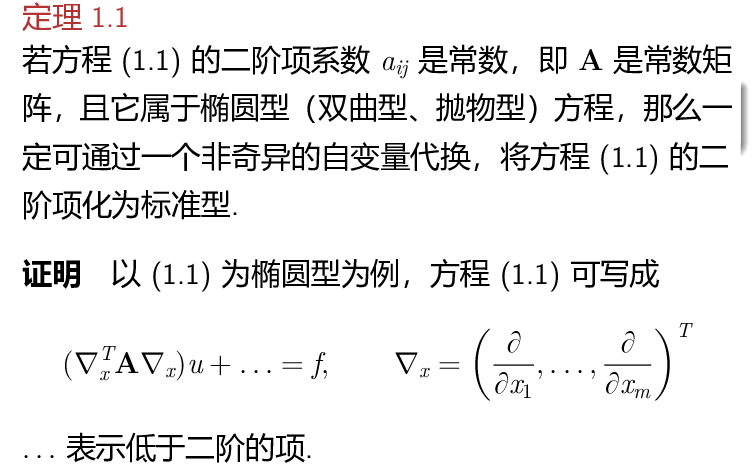 定理 1.1
若方程 (1.1) 的二阶项系数 $a_{ij}$ 是常数，即 $\mathbf{A}$ 是常数矩
阵，且它属于椭圆型（双曲型、抛物型）方程，那么一
定可通过一个非奇异的自变量代换，将方程 (1.1) 的二
阶项化为标准型.
证明 以 (1.1) 为椭圆型为例，方程 (1.1) 可写成
$(\nabla_x^T \mathbf{A} \nabla_x) u + \ldots = f, \qquad \nabla_x = \left( \frac{\partial}{\partial x_1}, \ldots, \frac{\partial}{\partial x_m} \right)^T$
... 表示低于二阶的项.